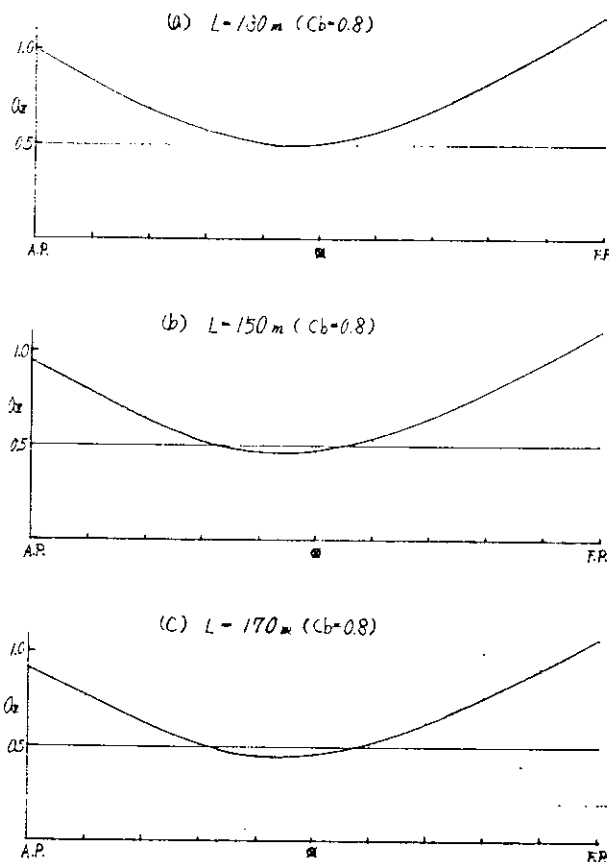 (a) L=130m (Cb=0.8)
1.0
0.5
A.P. F.P.
(b) L=150m (Cb=0.8)
1.0
0.5
A.P. F.P.
(C) L=170m (Cb=0.8)
1.0
0.5
A.P. F.P.